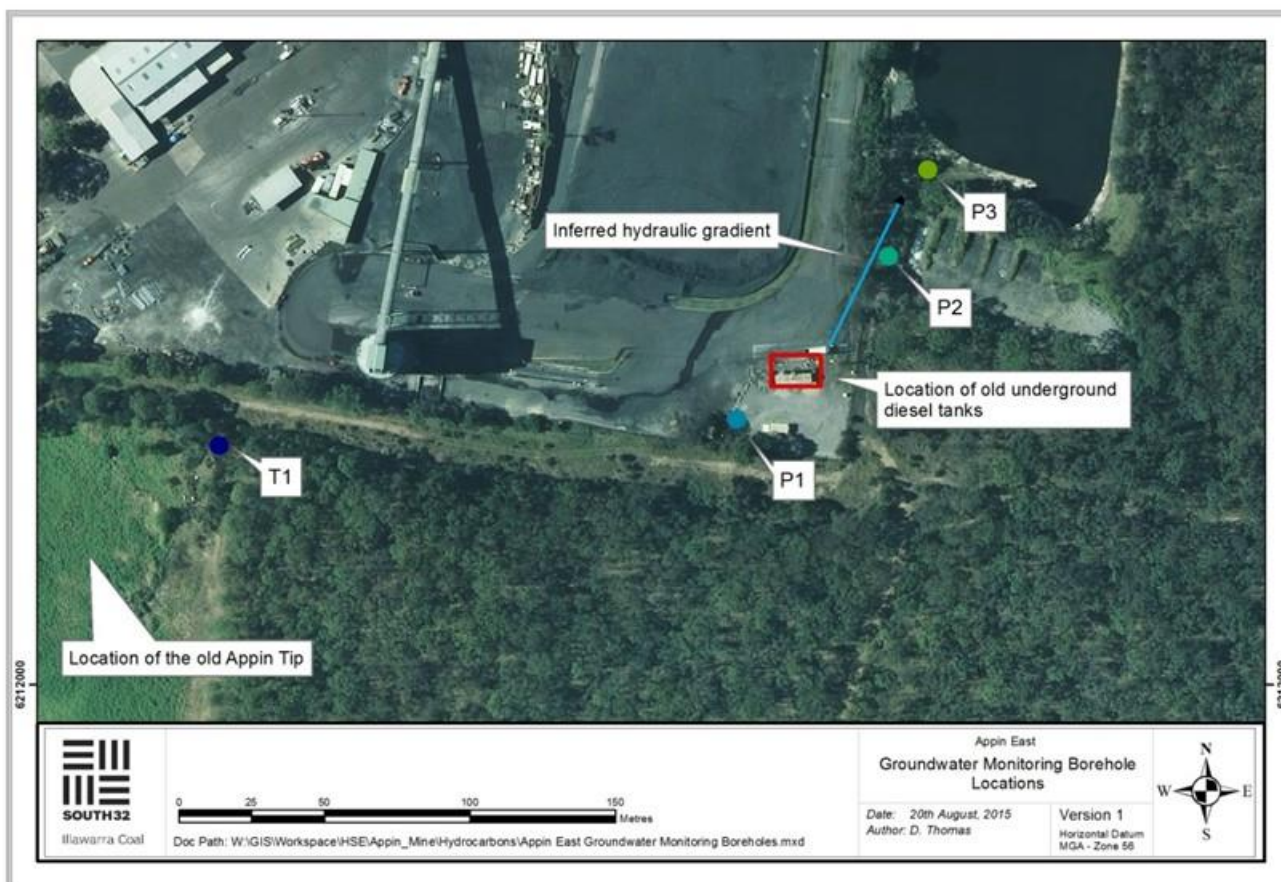 P3
Inferred hydraulic gradient
P2
Location of old underground
diesel tanks
T1
P1
Location of the old Appin Tip
6212000
6212000
SOUTH32
Illawarra Coal
0 25 50 100 150
Metres
Doc Path: W:\GIS\Workspace\HSE\Appin_Mine\Hydrocarbons\Appin East Groundwater Monitoring Boreholes.mxd
Appin East
Groundwater Monitoring Borehole
Locations
Date: 20th August, 2015
Author: D. Thomas
Version 1
Horizontal Datum
MGA - Zone 56
N
W E
S